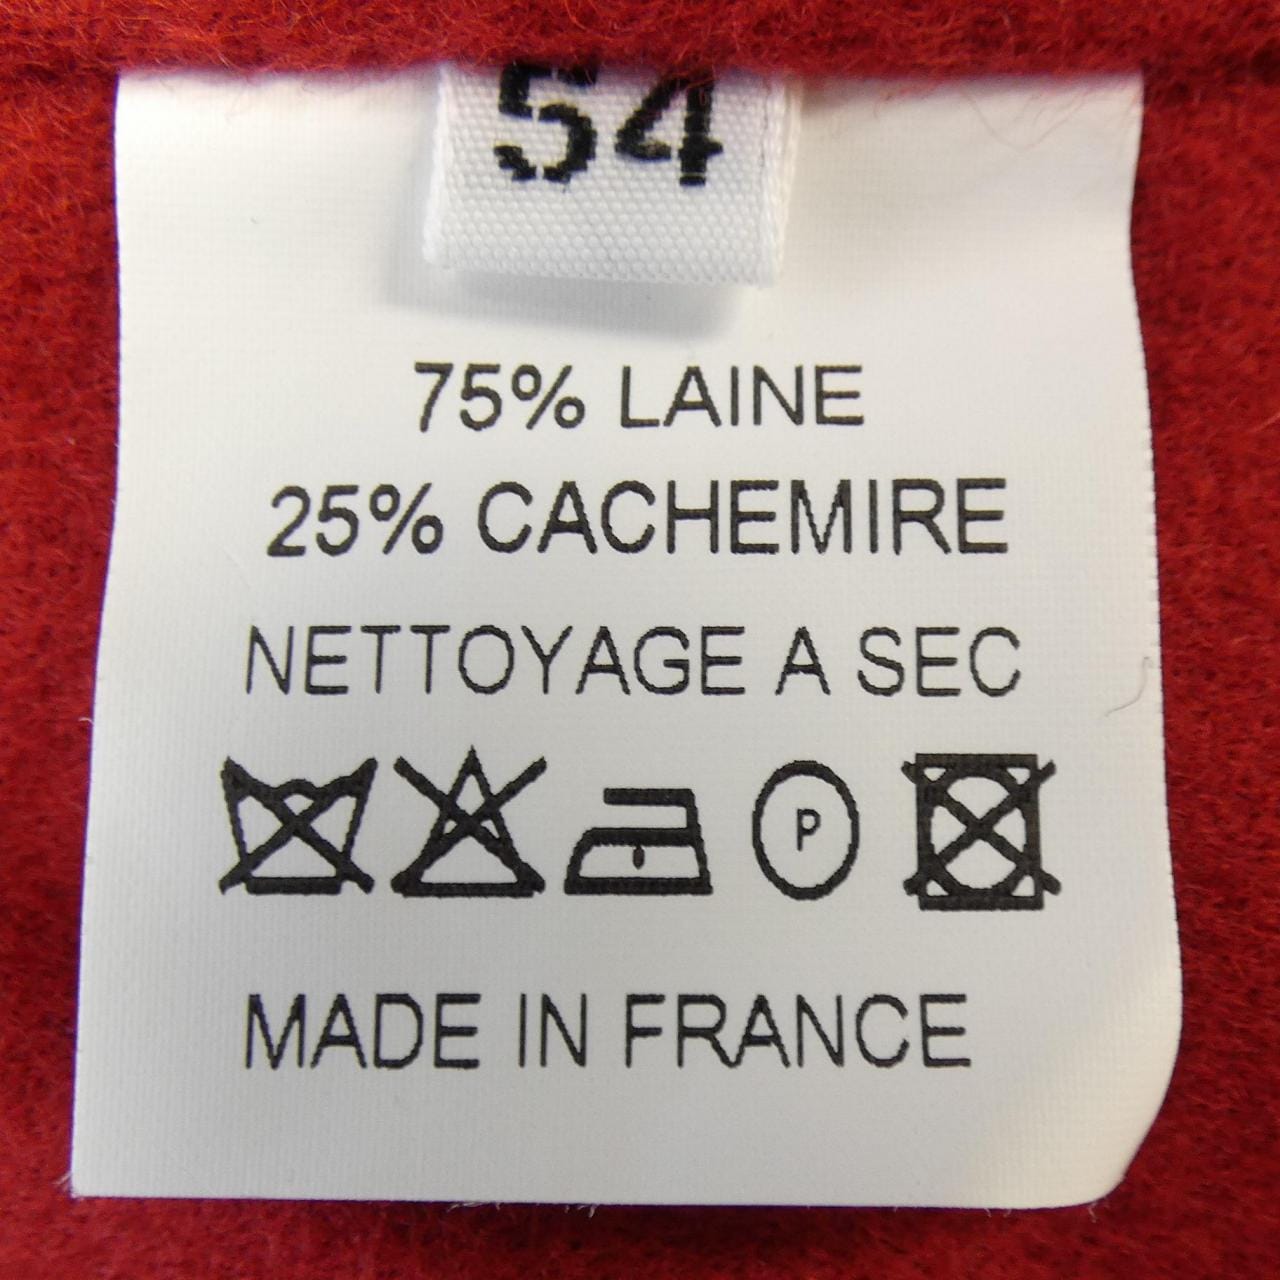 54
75% LAINE
25% CACHEMIRE
NETTOYAGE A SEC
P
MADE IN FRANCE